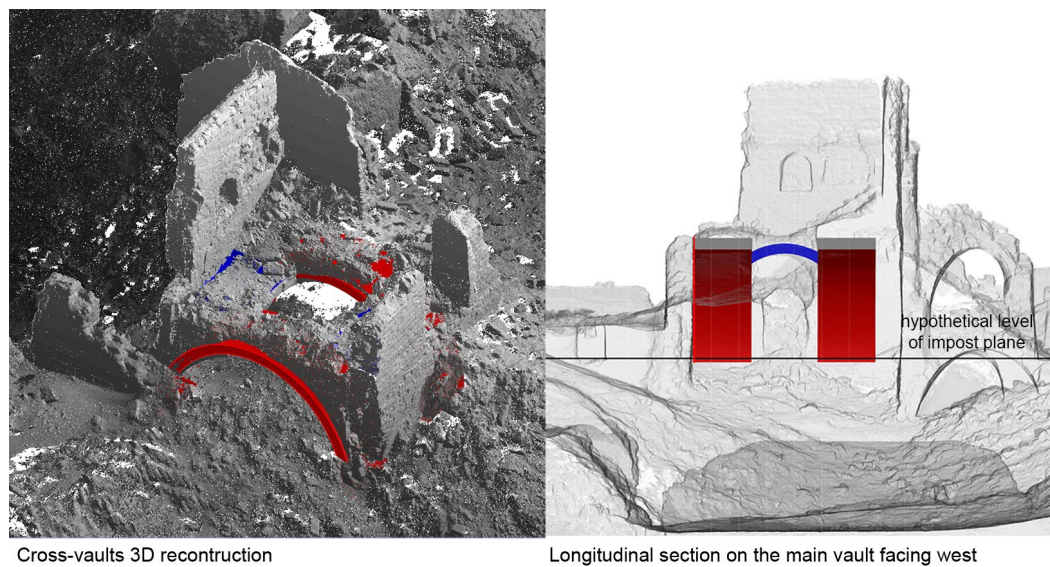 hypothetical level
of impost plane
Cross-vaults 3D recontruction
Longitudinal section on the main vault facing west